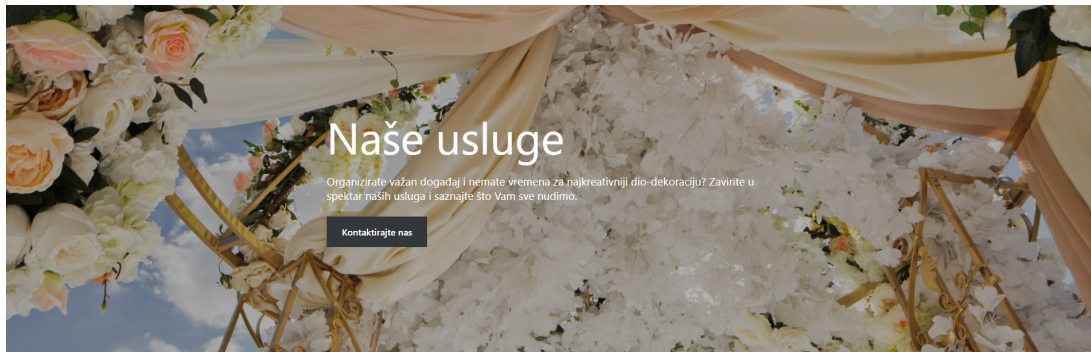 Naše usluge
Organizirate važan događaj i nemate vremena za najkreativniji dio-dekoraciju? Zavirite u
spektar naših usluga i saznajte što Vam sve nudimo.
Kontaktirajte nas